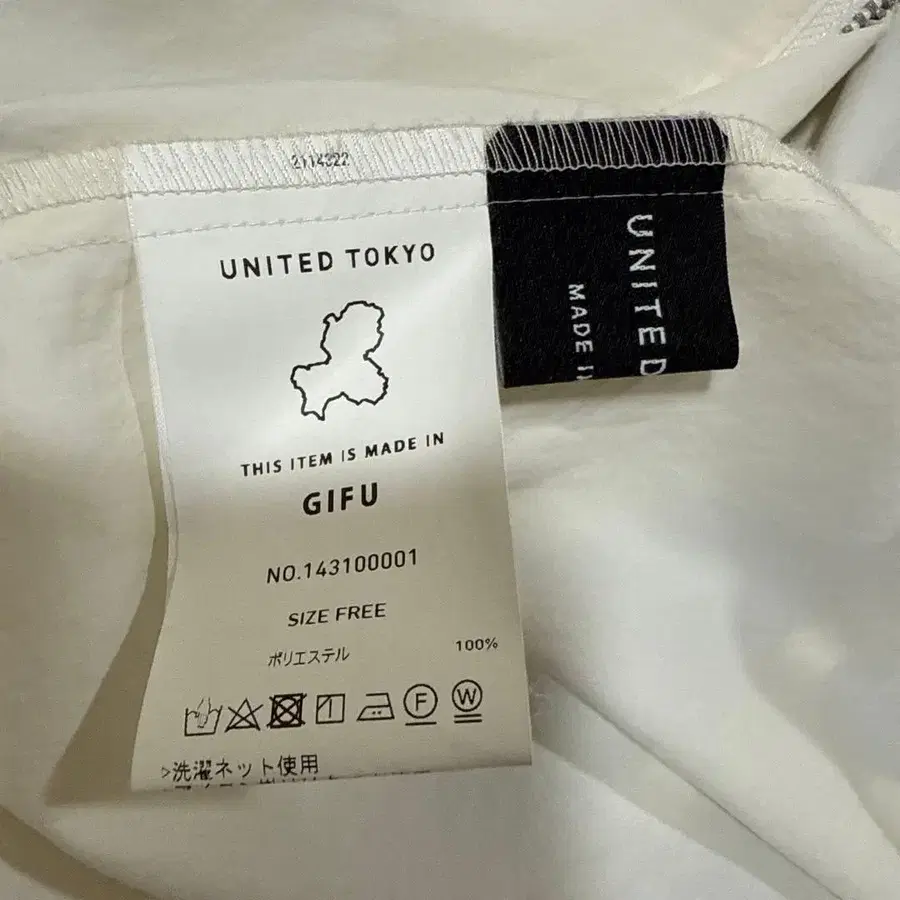 2114322
UNITED TOKYO
THIS ITEM IS MADE IN
GIFU
NO.143100001
SIZE FREE
ポリエステル 100%
F W
>洗濯ネット使用
UNITED
MADE I